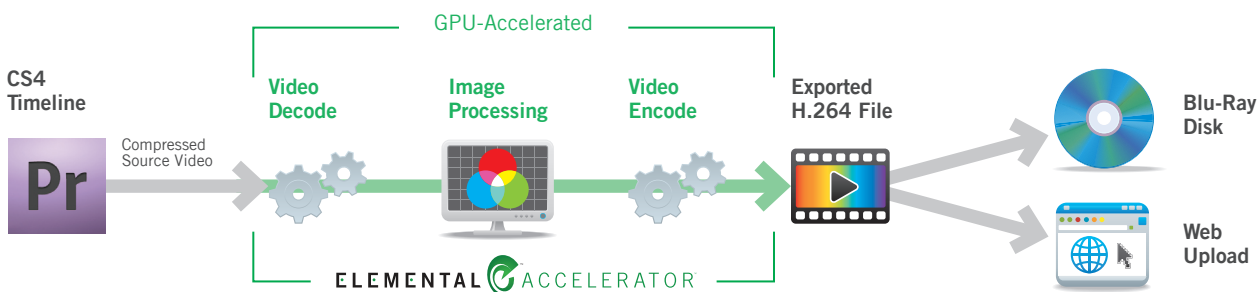 GPU-Accelerated
CS4
Timeline
Pr
Compressed
Source Video
Video
Decode
Image
Processing
Video
Encode
Exported
H.264 File
Blu-Ray
Disk
Web
Upload
ELEMENTAL e ACCELERATOR